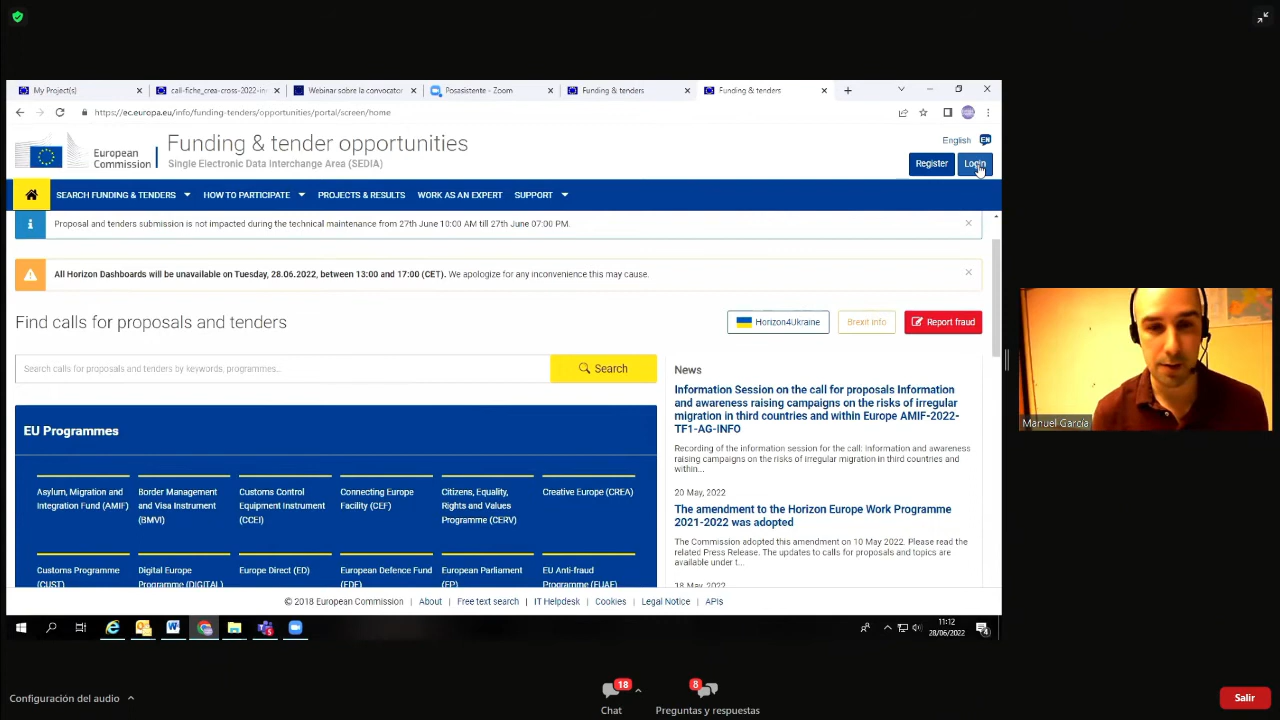 My Project(s)
call-fiche_crea-cross-2022-in
Webinar sobre la convocator
Posasistente - Zoom
Funding & tenders
Funding & tenders
https://ec.europa.eu/info/funding-tenders/opportunities/portal/screen/home
European Commission
Funding & tender opportunities
Single Electronic Data Interchange Area (SEDIA)
English EN
Register
Login
SEARCH FUNDING & TENDERS
HOW TO PARTICIPATE
PROJECTS & RESULTS
WORK AS AN EXPERT
SUPPORT
Proposal and tenders submission is not impacted during the technical maintenance from 27th June 10:00 AM till 27th June 07:00 PM.
All Horizon Dashboards will be unavailable on Tuesday, 28.06.2022, between 13:00 and 17:00 (CET). We apologize for any inconvenience this may cause.
Find calls for proposals and tenders
Horizon4Ukraine
Brexit info
Report fraud
Search calls for proposals and tenders by keywords, programmes...
Search
EU Programmes
Asylum, Migration and
Integration Fund (AMIF)
Border Management
and Visa Instrument
(BMVI)
Customs Control
Equipment Instrument
(CCEI)
Connecting Europe
Facility (CEF)
Citizens, Equality,
Rights and Values
Programme (CERV)
Creative Europe (CREA)
Customs Programme
(CUST)
Digital Europe
Programme (DIGITAL)
Europe Direct (ED)
European Defence Fund
(EDF)
European Parliament
(EP)
EU Anti-fraud
Programme (EUAF)
News
Information Session on the call for proposals Information
and awareness raising campaigns on the risks of irregular
migration in third countries and within Europe AMIF-2022-
TF1-AG-INFO
Recording of the information session for the call: Information and awareness
raising campaigns on the risks of irregular migration in third countries and
within...
20 May, 2022
The amendment to the Horizon Europe Work Programme
2021-2022 was adopted
The Commission adopted this amendment on 10 May 2022. Please read the
related Press Release. The updates to calls for proposals and topics are
available under t...
18 May, 2022
© 2018 European Commission | About | Free text search | IT Helpdesk | Cookies | Legal Notice | APIs
11:12
28/06/2022
4
Manuel García
Configuración del audio
18
Chat
8
Preguntas y respuestas
Salir